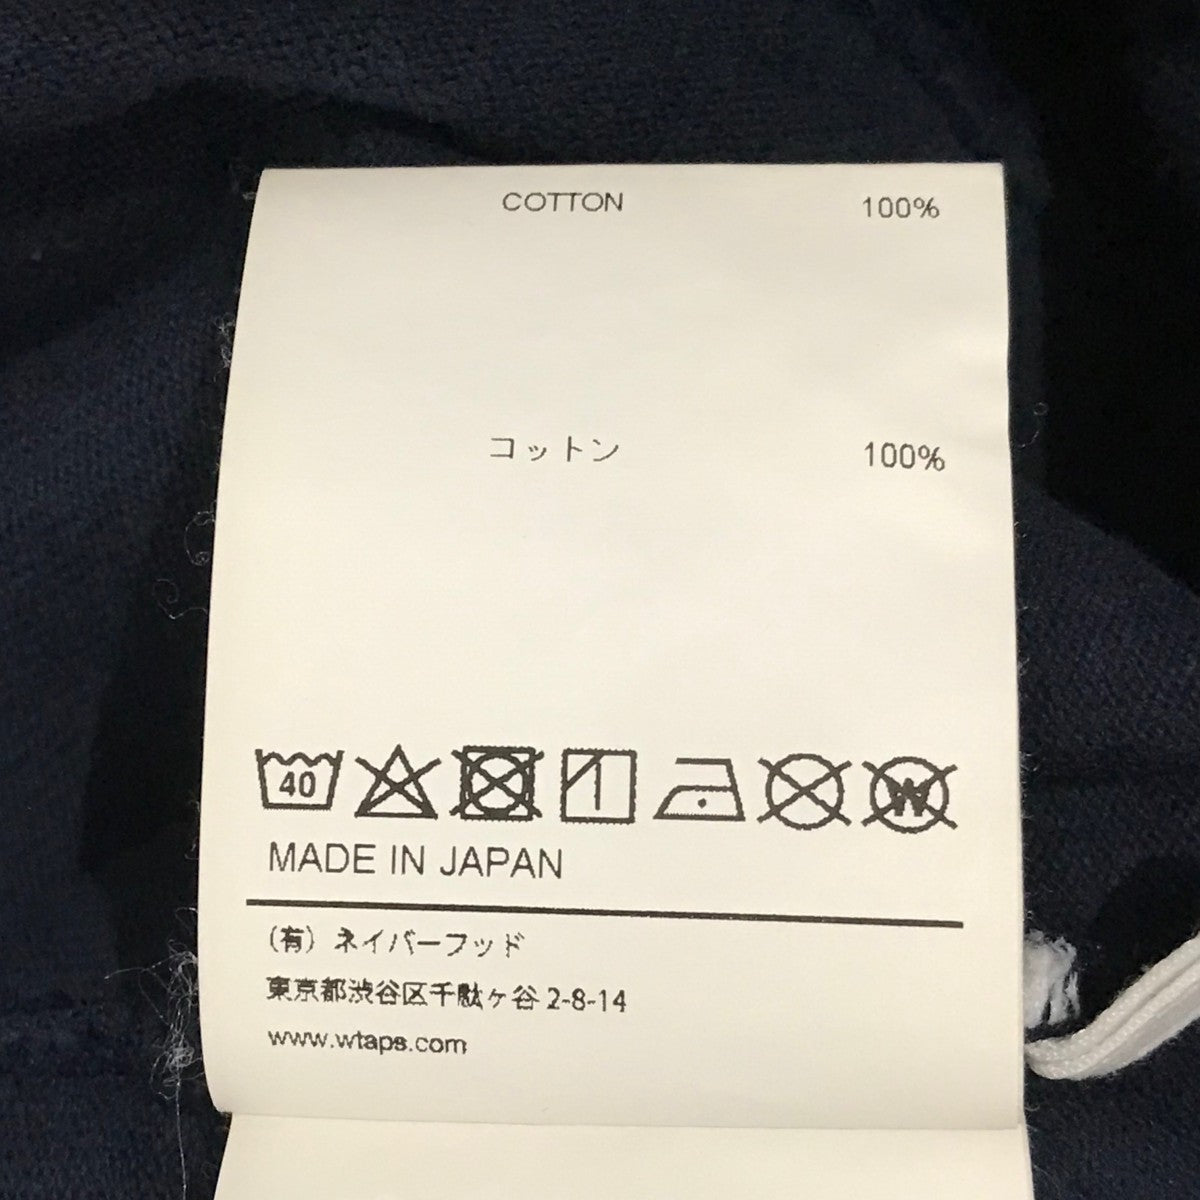 COTTON 100%
コットン 100%
40 W
MADE IN JAPAN
(有) ネイバーフッド
東京都渋谷区千駄ヶ谷 2-8-14
www.wtaps.com